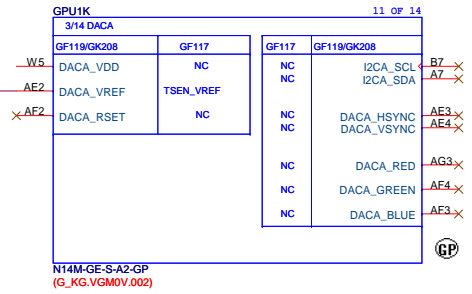 GPU1K 11 OF 14
3/14 DACA
GF119/GK208 GF117 GF117 GF119/GK208
W5 DACA_VDD NC NC I2CA_SCL B7
NC I2CA_SDA A7
AE2 DACA_VREF TSEN_VREF
AF2 DACA_RSET NC NC DACA_HSYNC AE3
NC DACA_VSYNC AE4
NC DACA_RED AG3
NC DACA_GREEN AF4
NC DACA_BLUE AF3
GP
N14M-GE-S-A2-GP
(G_KG.VGM0V.002)